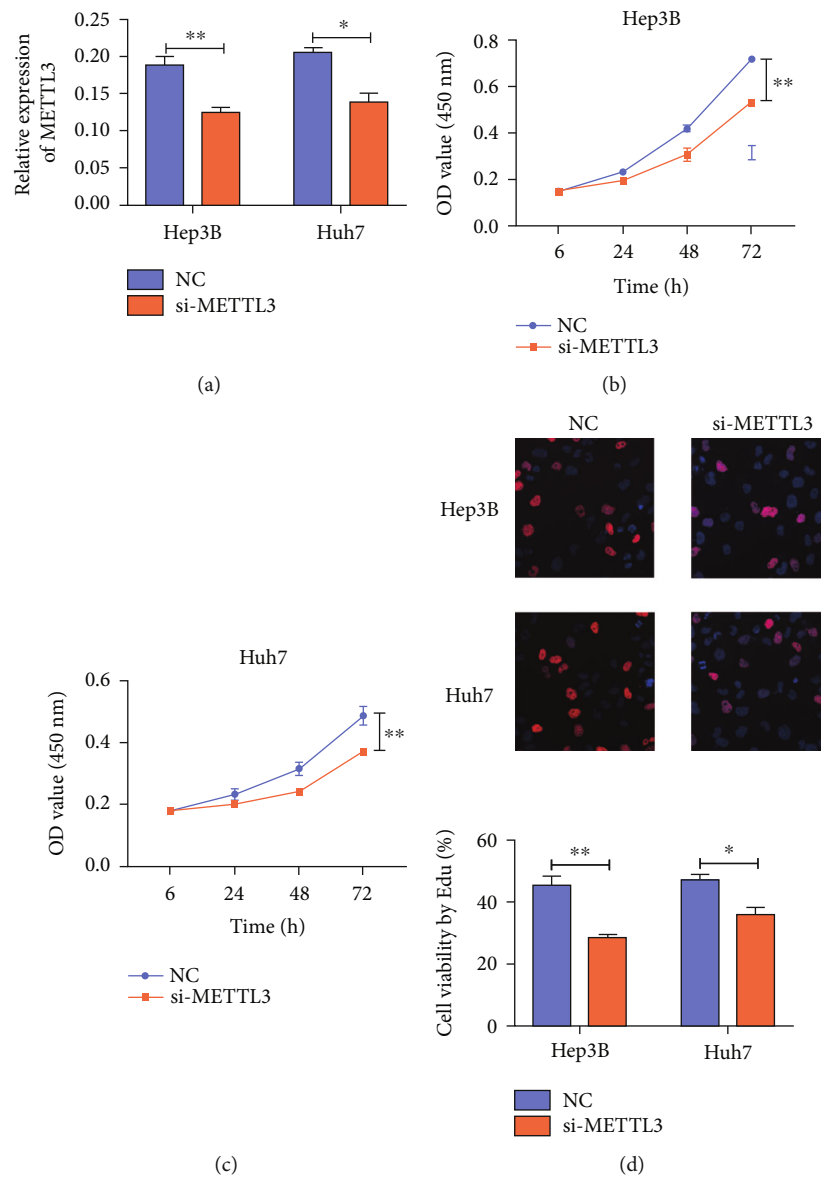 Relative expression
of METTL3
0.25
0.20
0.15
0.10
0.05
0.00
**
*
Hep3B
Huh7
NC
si-METTL3
(a)
Hep3B
OD value (450 nm)
0.8
0.6
0.4
0.2
0.0
**
6
24
48
72
Time (h)
NC
si-METTL3
(b)
Huh7
OD value (450 nm)
0.6
0.4
0.2
0.0
**
6
24
48
72
Time (h)
NC
si-METTL3
(c)
NC
si-METTL3
Hep3B
Huh7
Cell viability by Edu (%)
60
40
20
0
**
*
Hep3B
Huh7
NC
si-METTL3
(d)